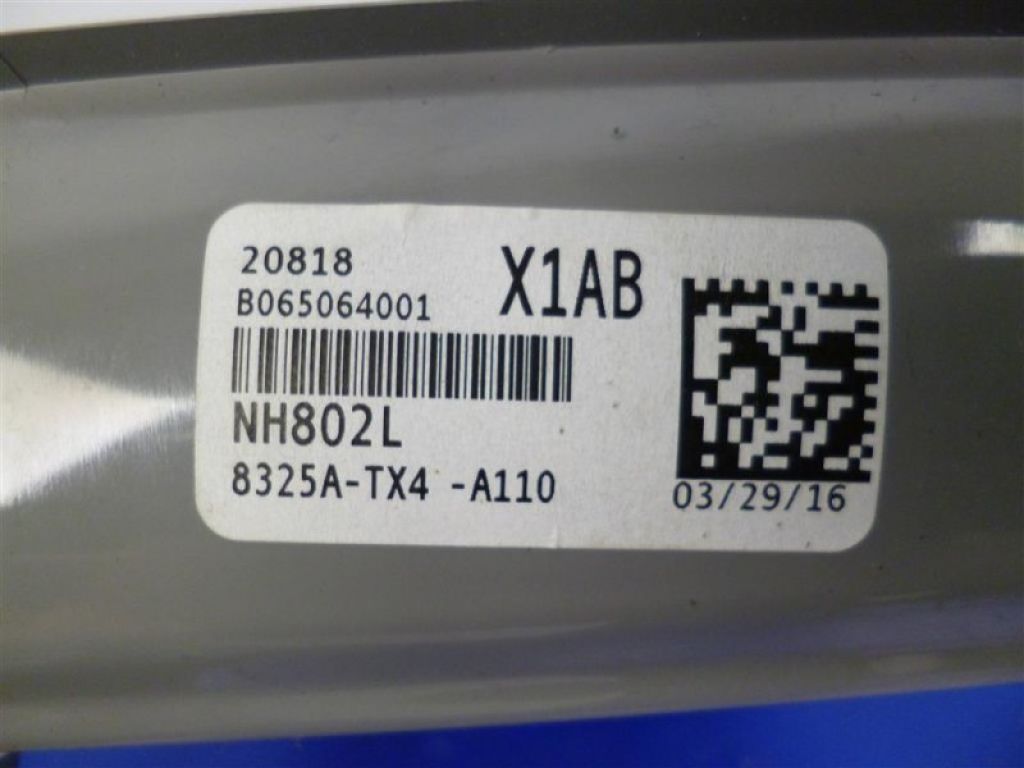 20818
X1AB
B065064001
NH802L
8325A-TX4 -A110
03/29/16